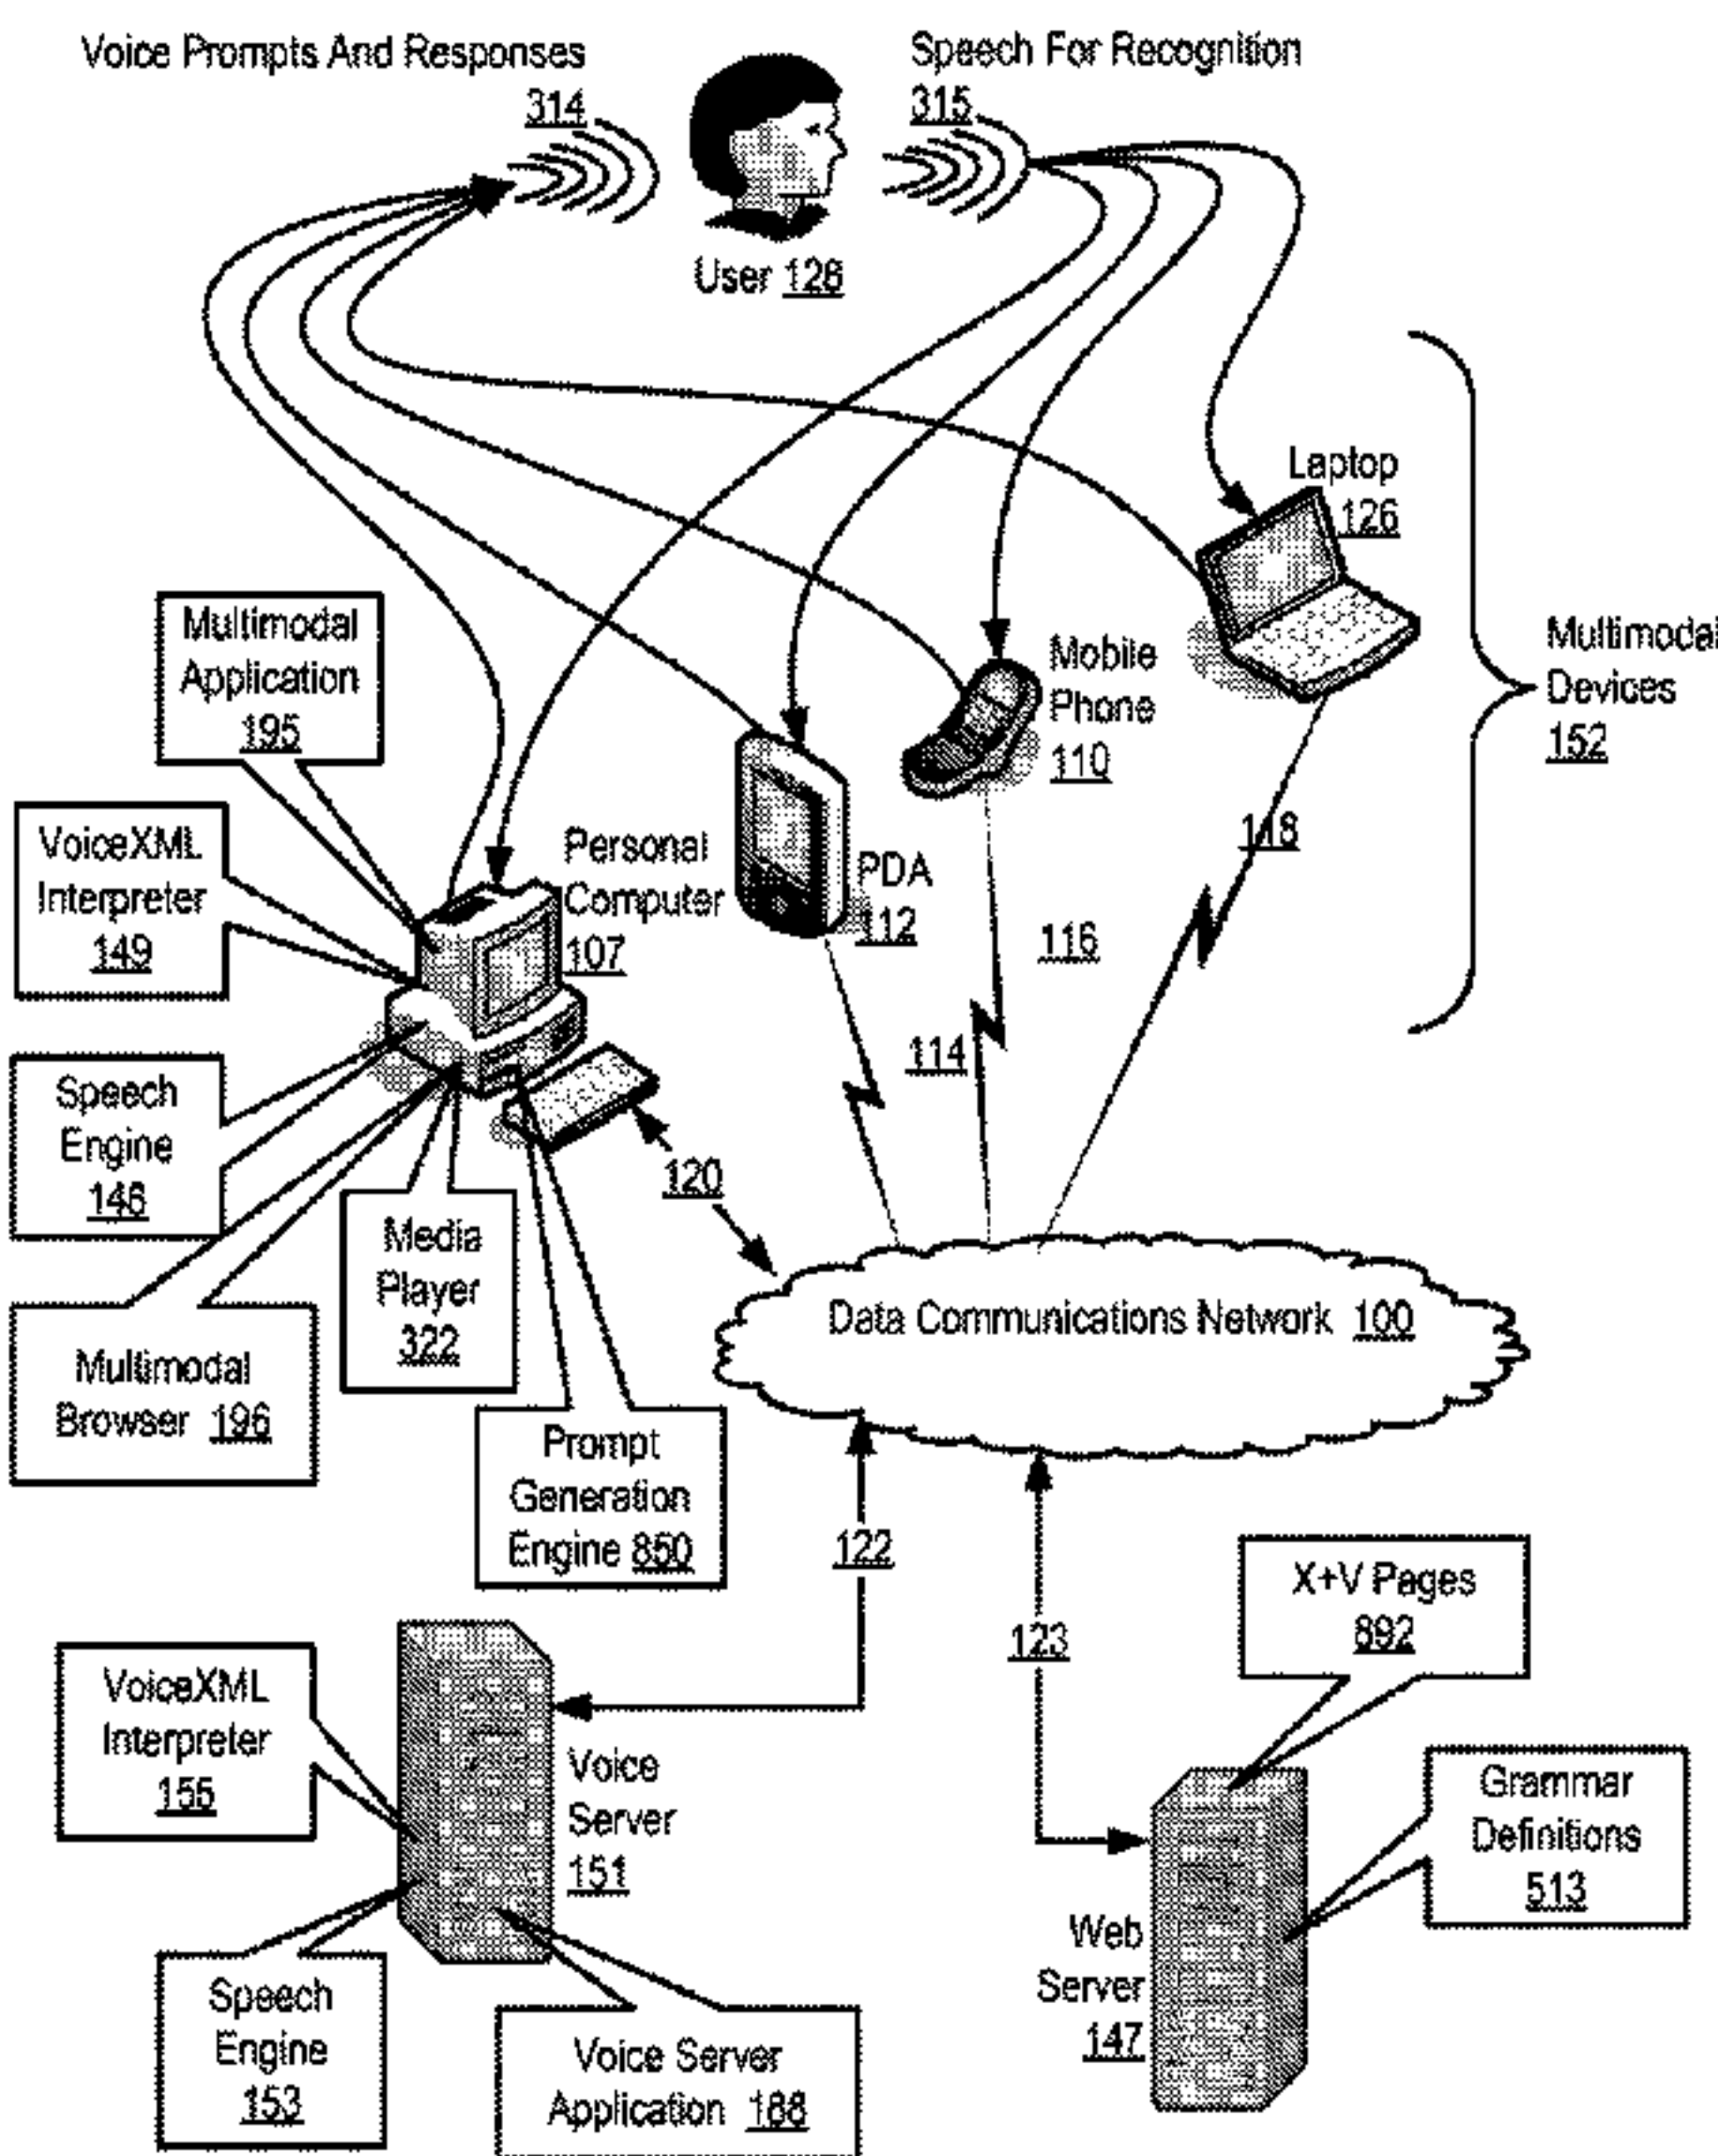 Voice Prompts And Responses
314
Speech For Recognition
315
User 128
Laptop
126
Multimodal
Devices
152
Multimodal
Application
195
Mobile
Phone
110
VoiceXML
Interpreter
149
Personal
Computer
107
PDA
112
118
116
114
Speech
Engine
148
120
Media
Player
322
Multimodal
Browser 196
Data Communications Network 100
Prompt
Generation
Engine 850
122
X+V Pages
892
123
VoiceXML
Interpreter
155
Voice
Server
151
Grammar
Definitions
513
Web
Server
147
Speech
Engine
153
Voice Server
Application 188